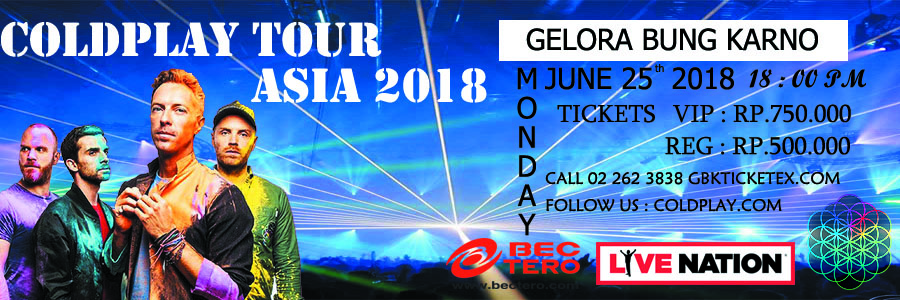 COLDPLAY TOUR
ASIA 2018
GELORA BUNG KARNO
MONDAY
JUNE 25th 2018 18 : 00 PM
TICKETS VIP : RP.750.000
REG : RP.500.000
CALL 02 262 3838 GBKTICKETEX.COM
FOLLOW US : COLDPLAY.COM
BEC
TERO
www.bectero.com
LIVE NATION